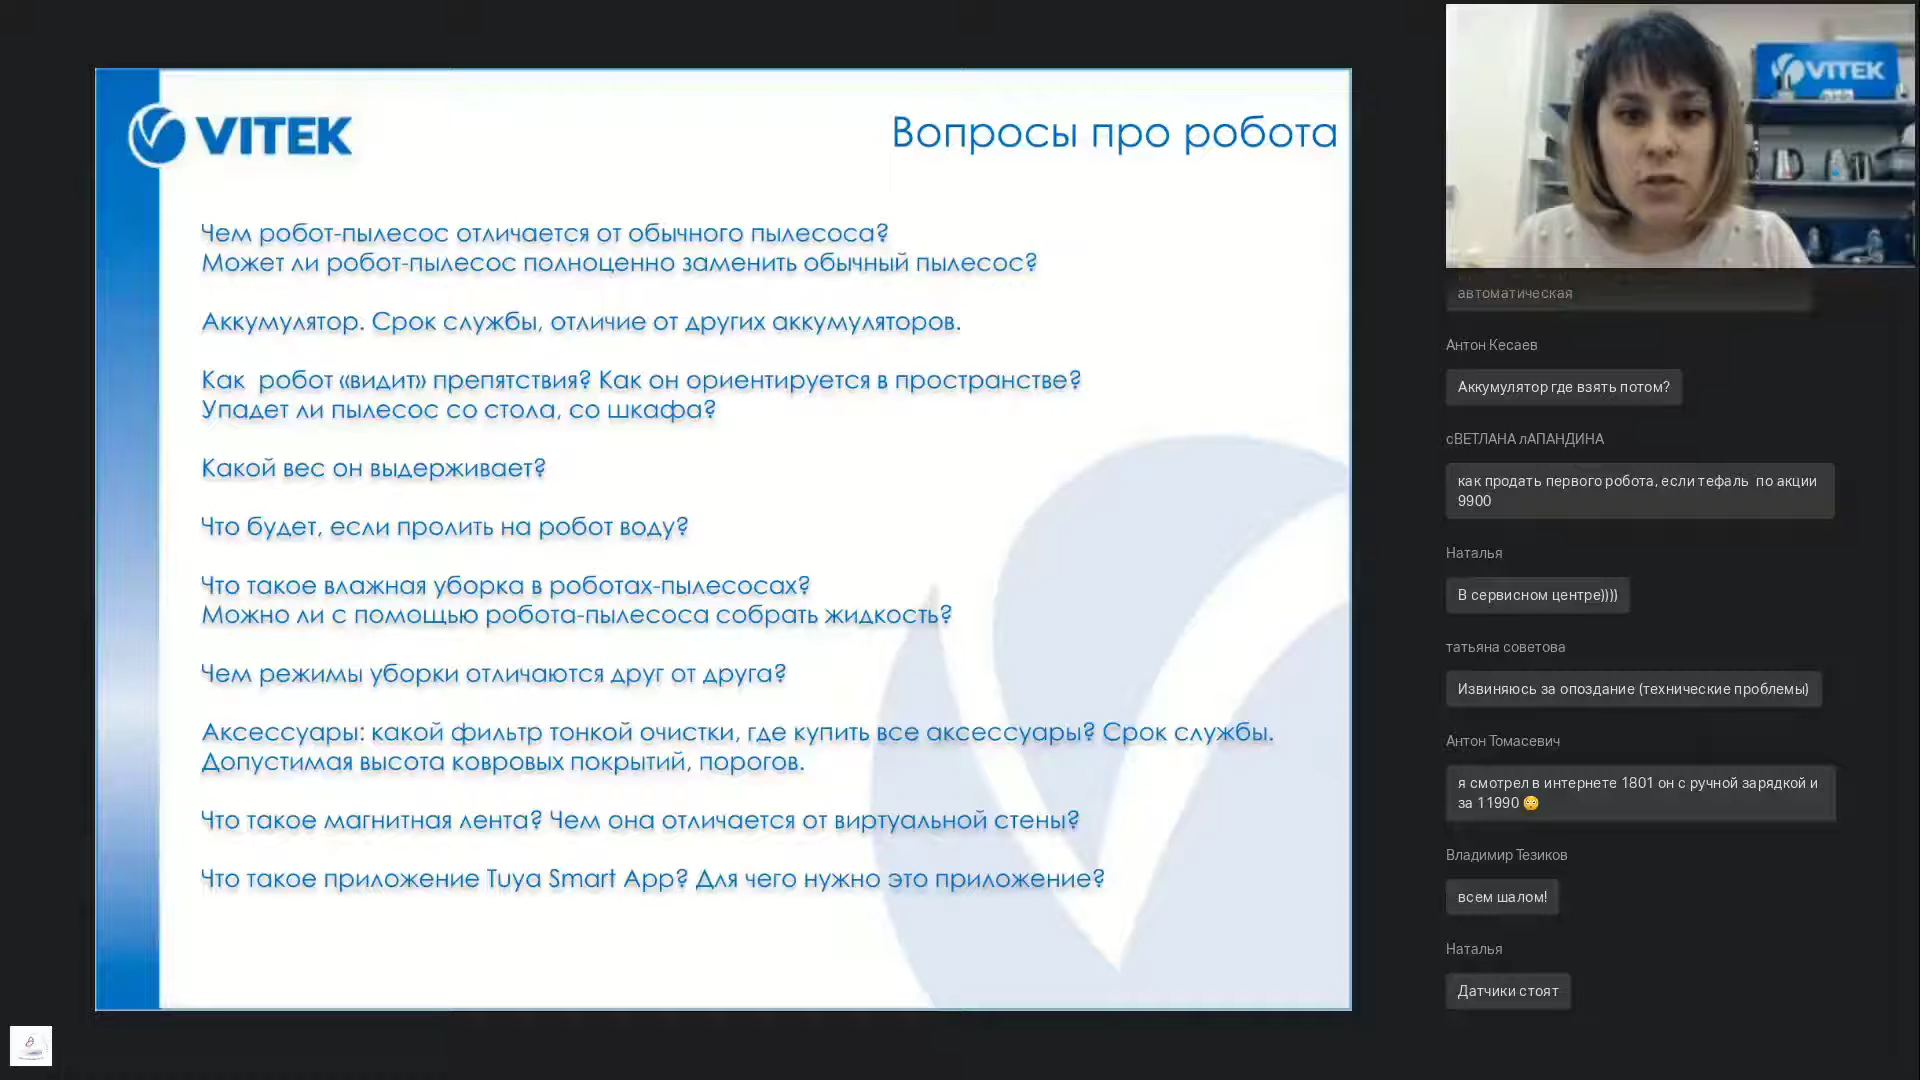 VITEK
Вопросы про робота
Чем робот-пылесос отличается от обычного пылесоса?
Может ли робот-пылесос полноценно заменить обычный пылесос?
Аккумулятор. Срок службы, отличие от других аккумуляторов.
Как робот «видит» препятствия? Как он ориентируется в пространстве?
Упадет ли пылесос со стола, со шкафа?
Какой вес он выдерживает?
Что будет, если пролить на робот воду?
Что такое влажная уборка в роботах-пылесосах?
Можно ли с помощью робота-пылесоса собрать жидкость?
Чем режимы уборки отличаются друг от друга?
Аксессуары: какой фильтр тонкой очистки, где купить все аксессуары? Срок службы.
Допустимая высота ковровых покрытий, порогов.
Что такое магнитная лента? Чем она отличается от виртуальной стены?
Что такое приложение Tuya Smart App? Для чего нужно это приложение?
VITEK
автоматическая
Антон Кесаев
Аккумулятор где взять потом?
сВЕТЛАНА лАПАНДИНА
как продать первого робота, если тефаль по акции
9900
Наталья
В сервисном центре))))
татьяна советова
Извиняюсь за опоздание (технические проблемы)
Антон Томасевич
я смотрел в интернете 1801 он с ручной зарядкой и
за 11990 🙄
Владимир Тезиков
всем шалом!
Наталья
Датчики стоят